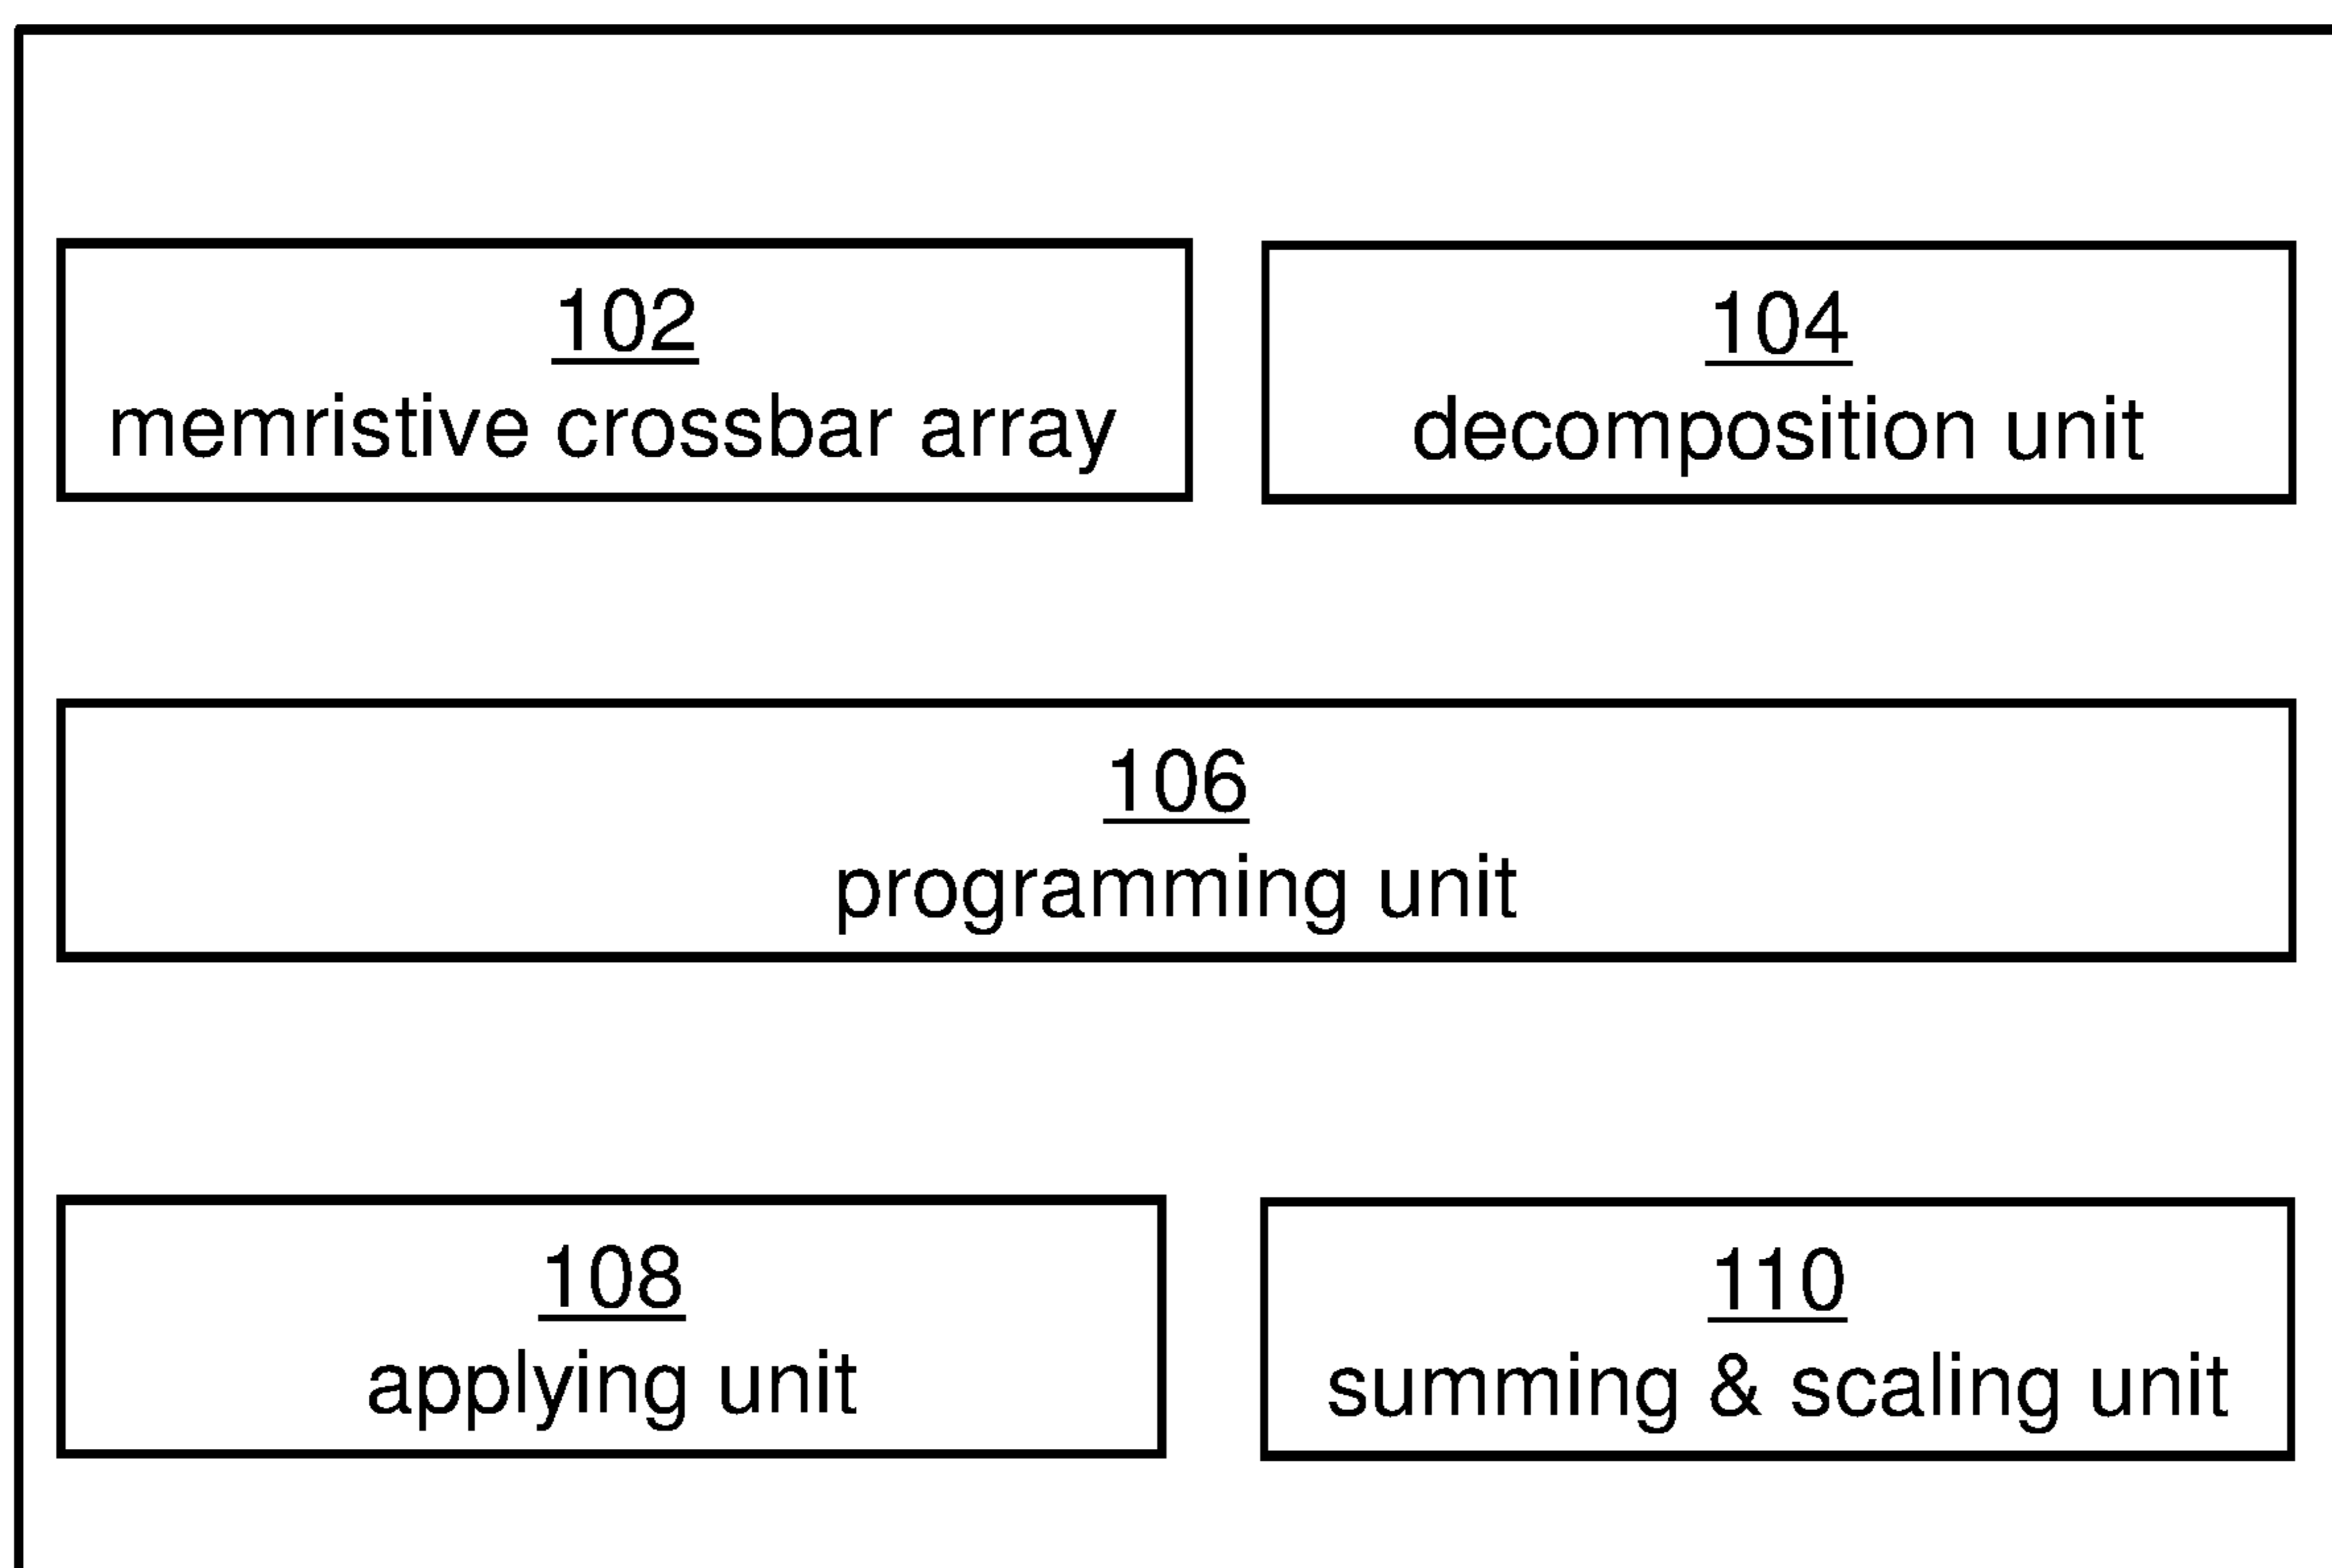 102
memristive crossbar array
104
decomposition unit
106
programming unit
108
applying unit
110
summing & scaling unit